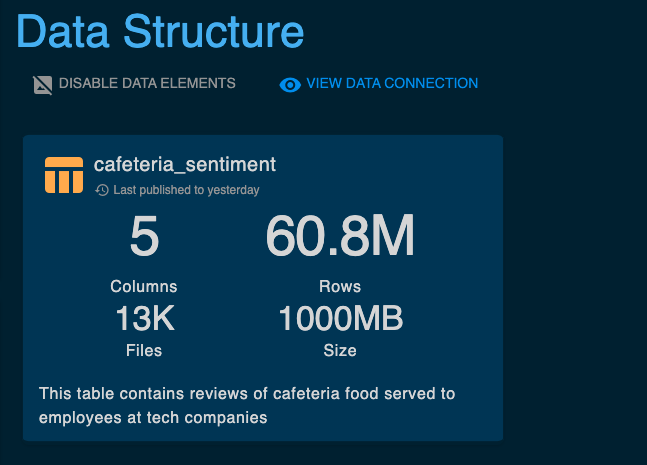 Data Structure
DISABLE DATA ELEMENTS VIEW DATA CONNECTION
cafeteria_sentiment
Last published to yesterday
5 60.8M
Columns Rows
13K 1000MB
Files Size
This table contains reviews of cafeteria food served to
employees at tech companies